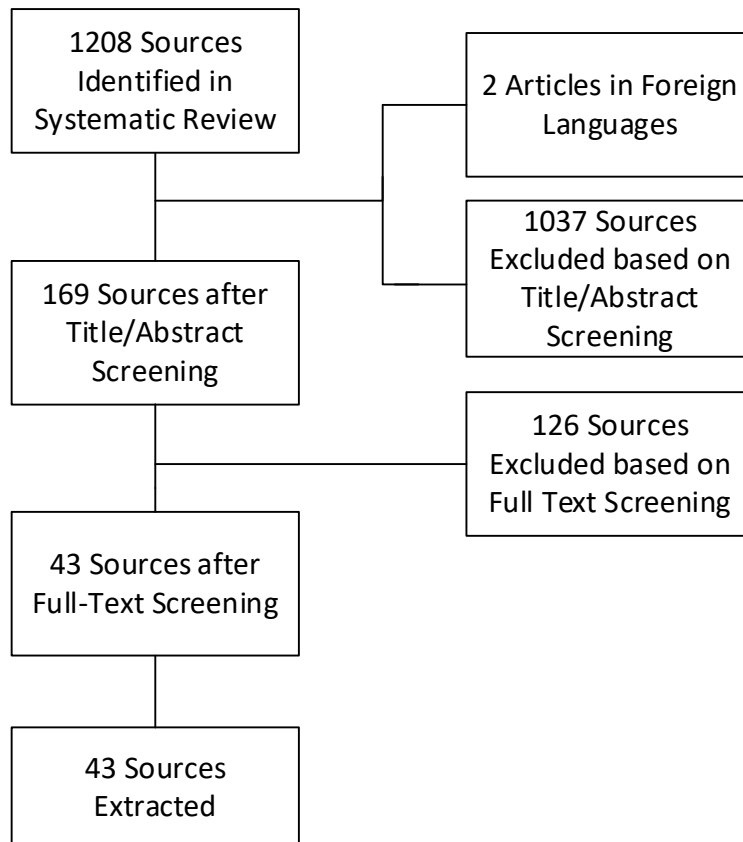 1208 Sources
Identified in
Systematic Review
2 Articles in Foreign
Languages
1037 Sources
Excluded based on
Title/Abstract
Screening
169 Sources after
Title/Abstract
Screening
126 Sources
Excluded based on
Full Text Screening
43 Sources after
Full-Text Screening
43 Sources
Extracted